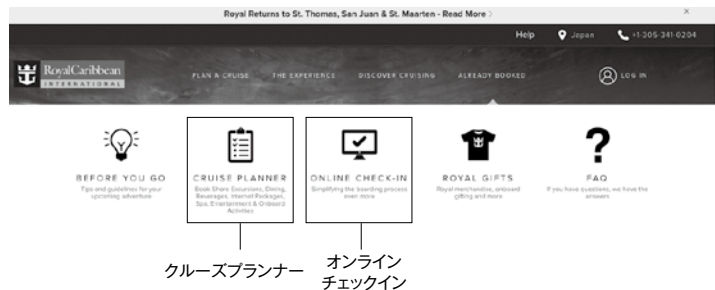 Royal Returns to St. Thomas, San Juan & St. Maarten - Read More 〉
×
Help
Japan
+1-305-341-0204
RoyalCaribbean
INTERNATIONAL
PLAN A CRUISE
THE EXPERIENCE
DISCOVER CRUISING
ALREADY BOOKED
LOG IN
BEFORE YOU GO
Tips and guidelines for your
upcoming adventure
CRUISE PLANNER
Book Shore Excursions, Dining,
Beverages, Internet Packages,
Spa, Entertainment & Onboard
Activities
ONLINE CHECK-IN
Simplifying the boarding process
even more
ROYAL GIFTS
Royal merchandise, onboard
gifting and more
FAQ
If you have questions, we have the
answers
クルーズプランナー
オンライン
チェックイン